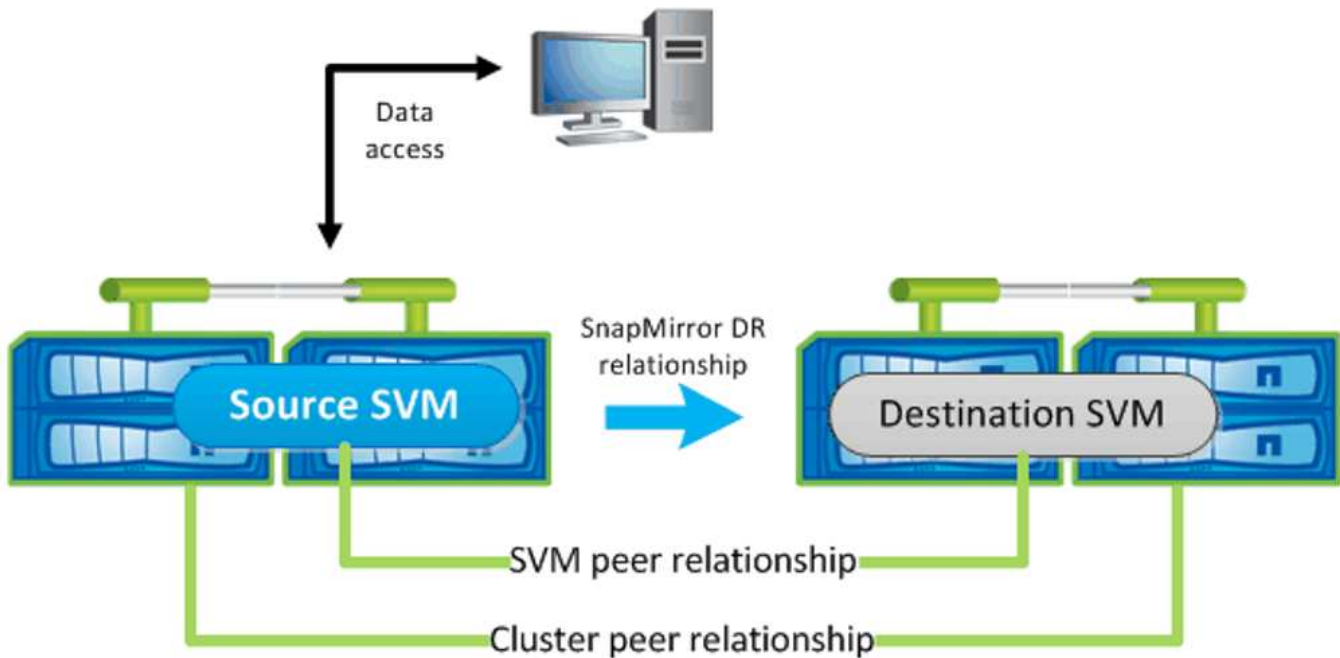 Data
access
SnapMirror DR
relationship
Source SVM
Destination SVM
SVM peer relationship
Cluster peer relationship